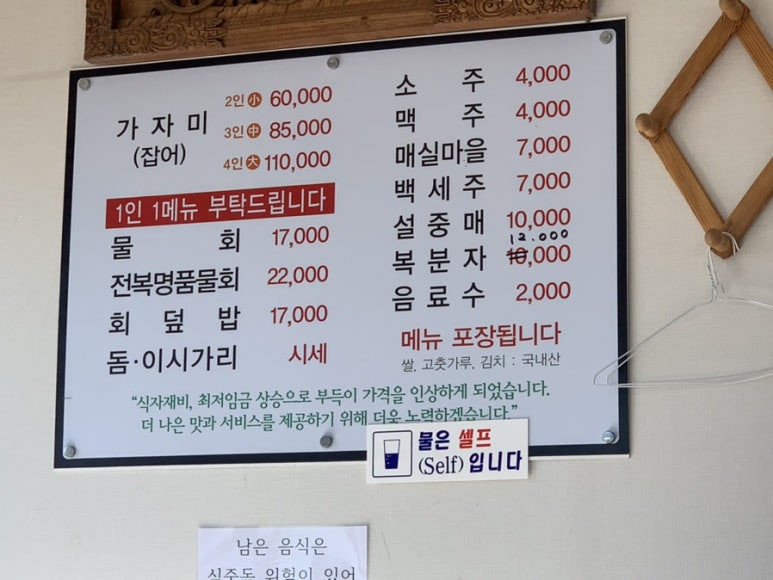 가자미
(잡어)
2인 小 60,000
3인 中 85,000
4인 大 110,000
1인 1메뉴 부탁드립니다
물회 17,000
전복명품물회 22,000
회덮밥 17,000
돔·이시가리 시세
소주 4,000
맥주 4,000
매실마을 7,000
백세주 7,000
설중매 10,000
12.000
복분자 10,000
음료수 2,000
메뉴 포장됩니다
쌀, 고춧가루, 김치 : 국내산
“식자재비, 최저임금 상승으로 부득이 가격을 인상하게 되었습니다.
더 나은 맛과 서비스를 제공하기 위해 더욱 노력하겠습니다.”
물은 셀프
(Self) 입니다
남은 음식은
식중독 위험이 있어